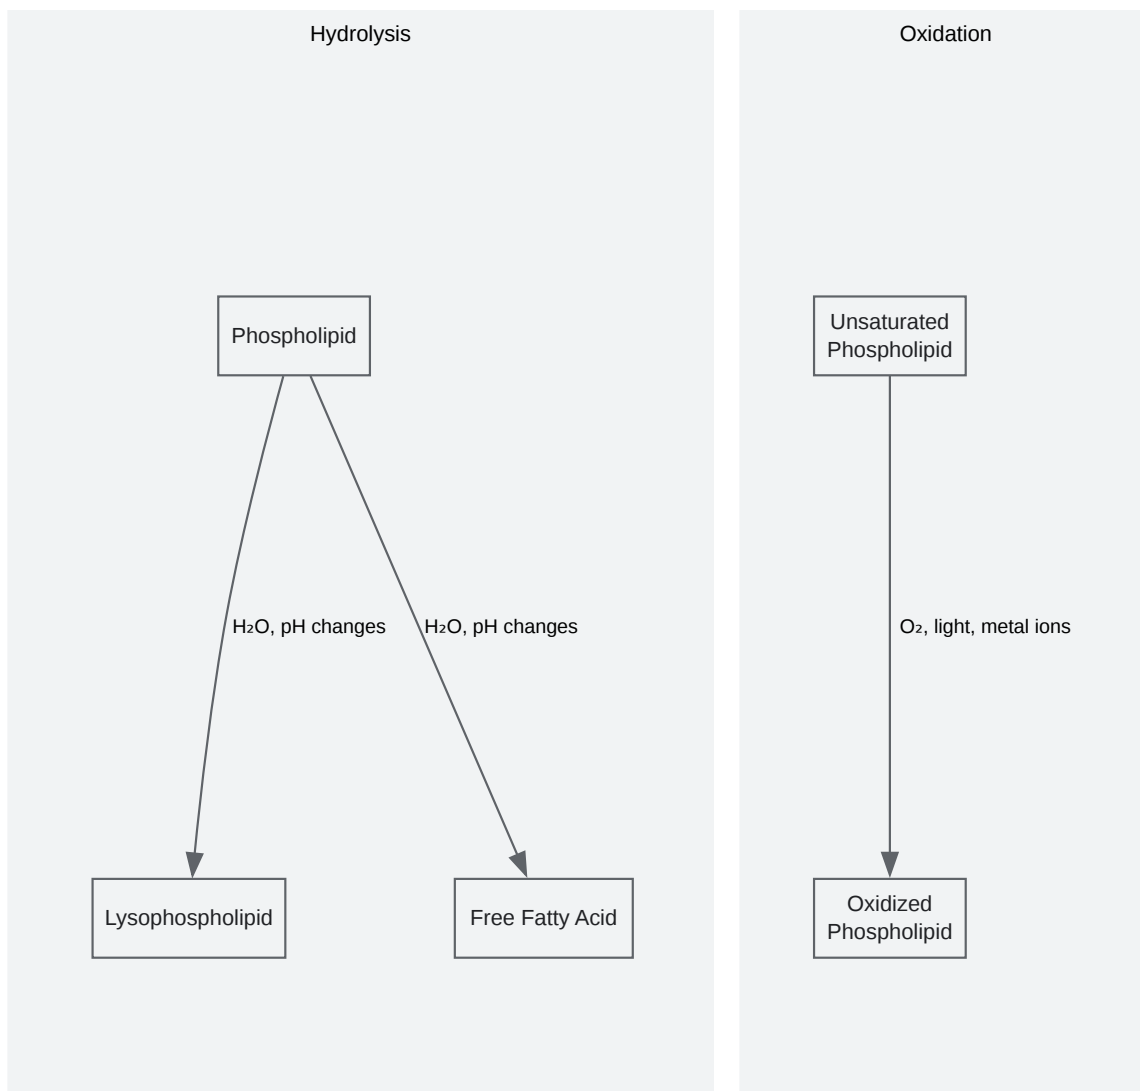 Hydrolysis
Phospholipid
H₂O, pH changes
H₂O, pH changes
Lysophospholipid
Free Fatty Acid
Oxidation
Unsaturated
Phospholipid
O₂, light, metal ions
Oxidized
Phospholipid